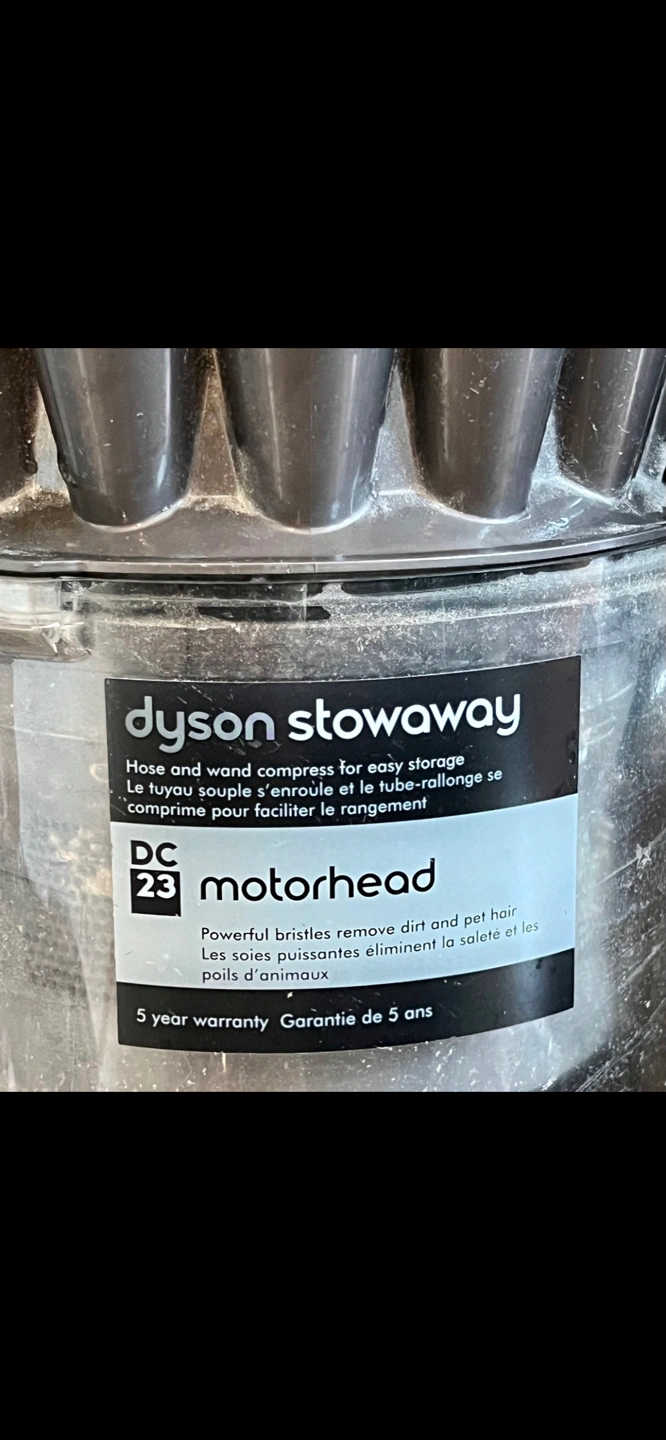 dyson stowaway
Hose and wand compress for easy storage
Le tuyau souple s'enroule et le tube-rallonge se
comprime pour faciliter le rangement
DC
23 motorhead
Powerful bristles remove dirt and pet hair
Les soies puissantes éliminent la saleté et les
poils d'animaux
5 year warranty Garantie de 5 ans